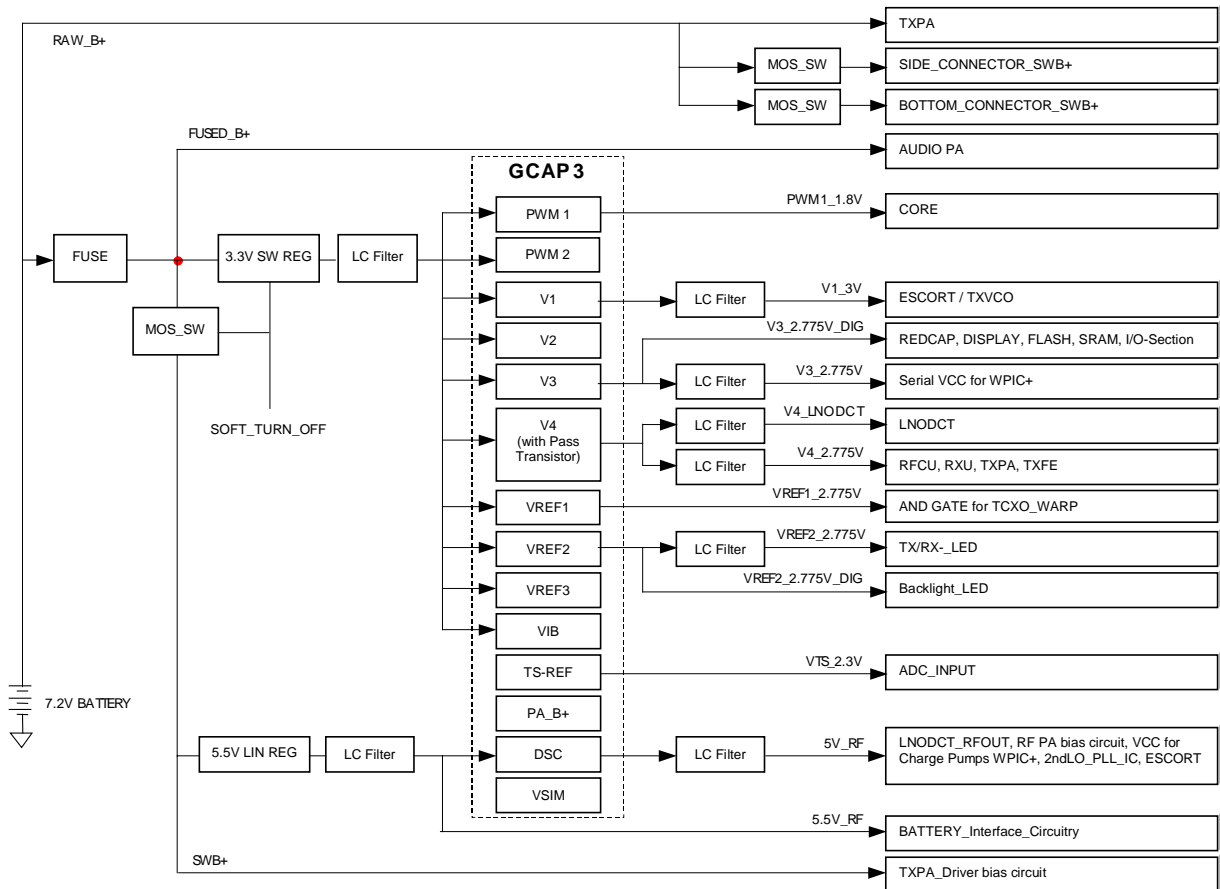 TXPA
RAW_B+
MOS_SW
SIDE_CONNECTOR_SWB+
MOS_SW
BOTTOM_CONNECTOR_SWB+
FUSED_B+
AUDIO PA
GCAP 3
PWM 1
PWM1_1.8V
CORE
FUSE
3.3V SW REG
LC Filter
PWM 2
V1
LC Filter
V1_3V
ESCORT / TXVCO
MOS_SW
V2
V3_2.775V_DIG
REDCAP, DISPLAY, FLASH, SRAM, I/O-Section
V3
LC Filter
V3_2.775V
Serial VCC for WPIC+
SOFT_TURN_OFF
V4
(with Pass
Transistor)
LC Filter
V4_LNODCT
LNODCT
LC Filter
V4_2.775V
RFCU, RXU, TXPA, TXFE
VREF1
VREF1_2.775V
AND GATE for TCXO_WARP
VREF2
LC Filter
VREF2_2.775V
TX/RX-_LED
VREF2_2.775V_DIG
Backlight_LED
VREF3
VIB
TS-REF
VTS_2.3V
ADC_INPUT
7.2V BATTERY
PA_B+
5.5V LIN REG
LC Filter
DSC
LC Filter
5V_RF
LNODCT_RFOUT, RF PA bias circuit, VCC for
Charge Pumps WPIC+, 2ndLO_PLL_IC, ESCORT
VSIM
5.5V_RF
BATTERY_Interface_Circuitry
SWB+
TXPA_Driver bias circuit